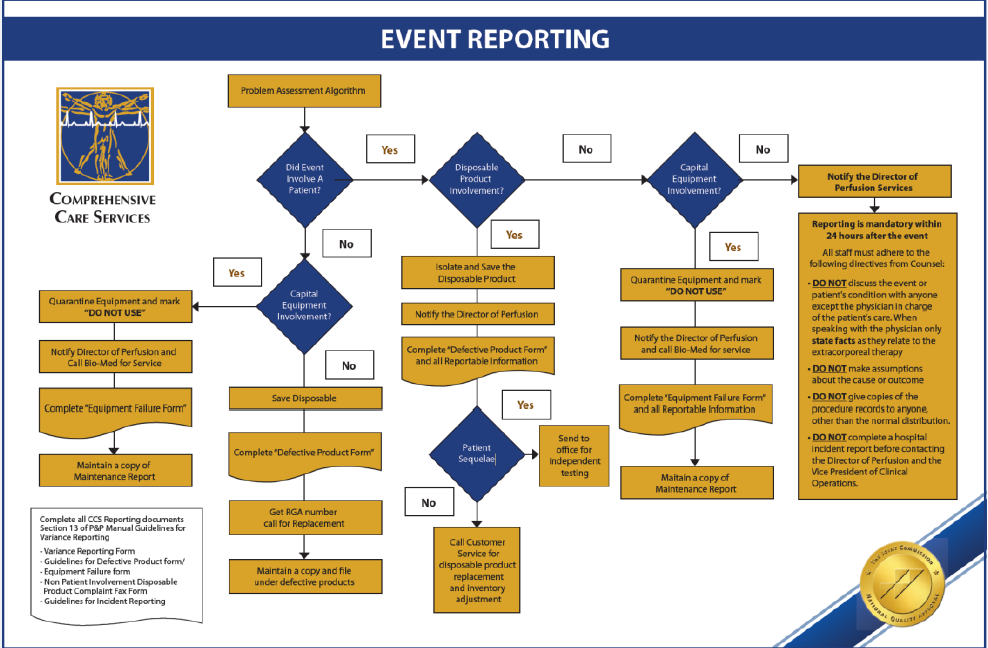 EVENT REPORTING
COMPREHENSIVE
CARE SERVICES
Problem Assessment Algorithm
Did Event
Involve A
Patient?
Yes
Disposable
Product
Involvement?
No
Capital
Equipment
Involvement?
No
Notify the Director of
Perfusion Services
Reporting is mandatory within
24 hours after the event
All staff must adhere to the
following directives from Counsel:
· DO NOT discuss the event or
patient's condition with anyone
except the physician in charge
of the patient's care. When
speaking with the physician only
state facts as they relate to the
extracorporeal therapy
· DO NOT make assumptions
about the cause or outcome
· DO NOT give copies of the
procedure records to anyone,
other than the normal distribution.
· DO NOT complete a hospital
incident report before contacting
the Director of Perfusion and the
Vice President of Clinical
Operations.
No
Capital
Equipment
Involvement?
Yes
Quarantine Equipment and mark
"DO NOT USE"
Notify Director of Perfusion and
Call Bio-Med for Service
Complete "Equipment Failure Form"
Maintain a copy of
Maintenance Report
No
Save Disposable
Complete "Defective Product Form"
Get RGA number
call for Replacement
Maintain a copy and file
under defective products
Yes
Isolate and Save the
Disposable Product
Notify the Director of Perfusion
Complete "Defective Product Form"
and all Reportable Information
Patient
Sequelae
Yes
Send to
office for
independent
testing
No
Call Customer
Service for
disposable product
replacement
and inventory
adjustment
Yes
Quarantine Equipment and mark
"DO NOT USE"
Notify the Director of Perfusion
and call Bio-Med for service
Complete "Equipment Failure Form"
and all Reportable Information
Maitain a copy of
Maintenance Report
Complete all CCS Reporting documents
Section 13 of P&P Manual Guidelines for
Variance Reporting
- Variance Reporting Form
- Guidelines for Defective Product form/
- Equipment Failure form
- Non Patient Involvement Disposable
Product Complaint Fax Form
- Guidelines for Incident Reporting
The Joint Commission
National Quality Approval